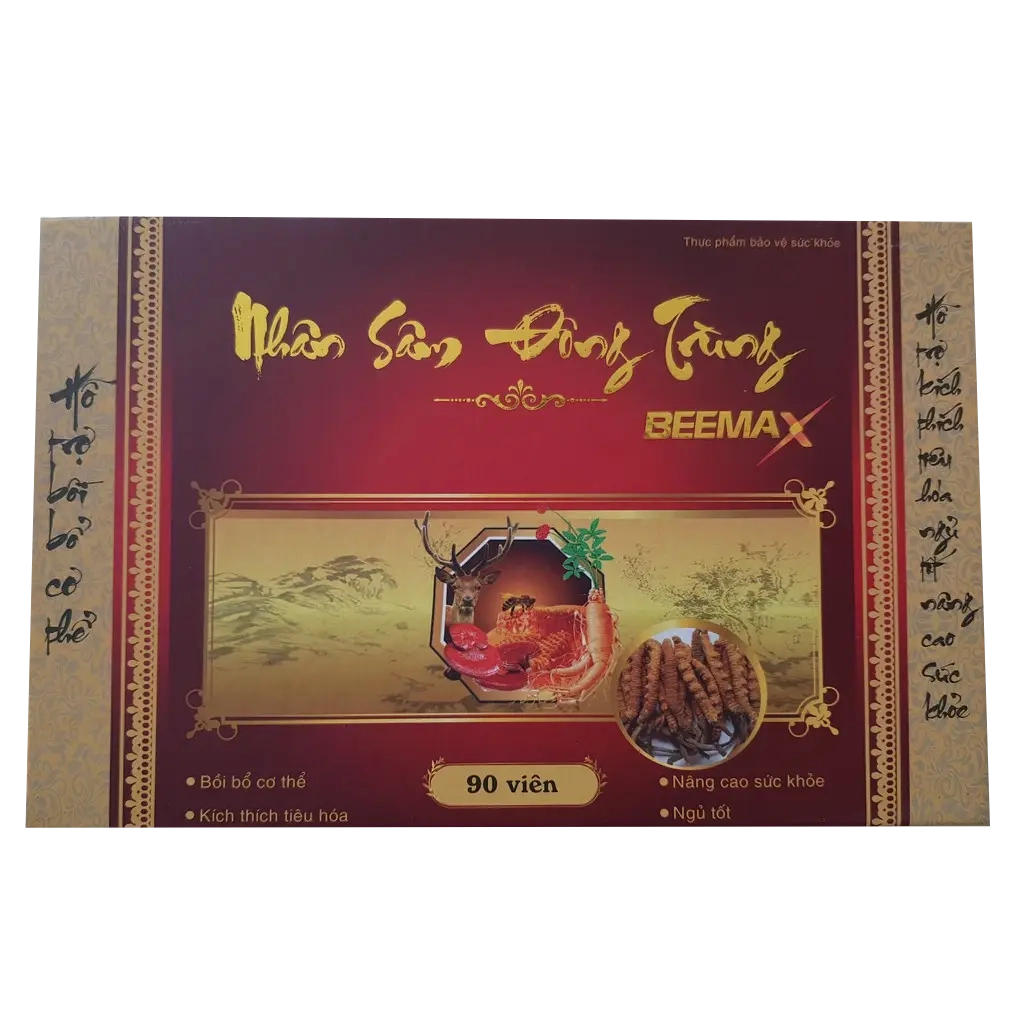 Thực phẩm bảo vệ sức khỏe
Nhân Sâm Đông Trùng
BEEMAX
Hỗ
trợ
bồi
bổ
cơ
thể
Hỗ
trợ
kích
thích
tiêu
hóa
ngủ
tốt
nâng
cao
sức
khỏe
• Bồi bổ cơ thể
• Kích thích tiêu hóa
90 viên
• Nâng cao sức khỏe
• Ngủ tốt